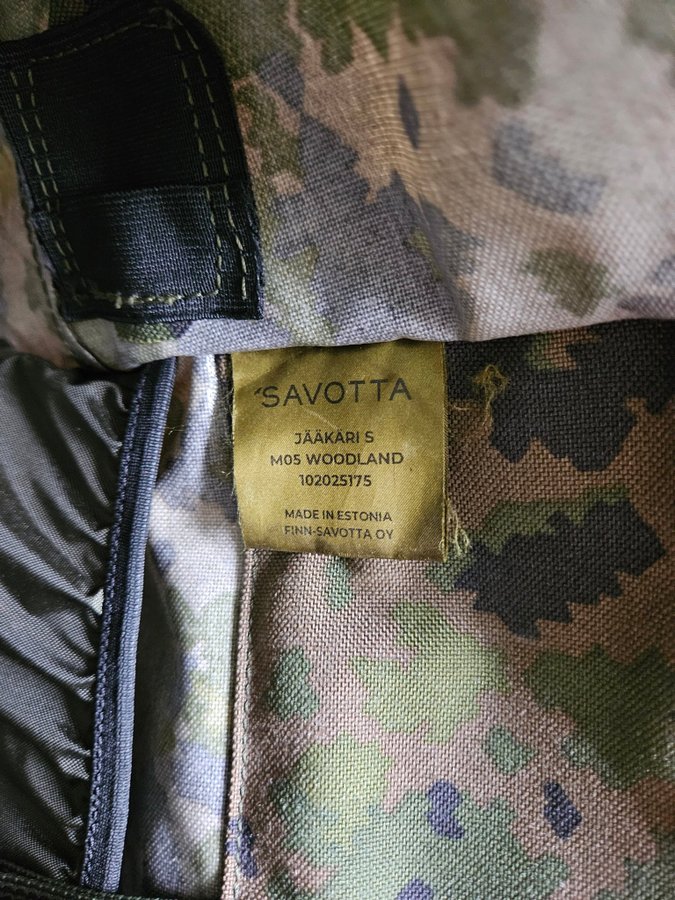 SAVOTTA
JÄÄKÄRI S
M05 WOODLAND
102025175
MADE IN ESTONIA
FINN-SAVOTTA OY